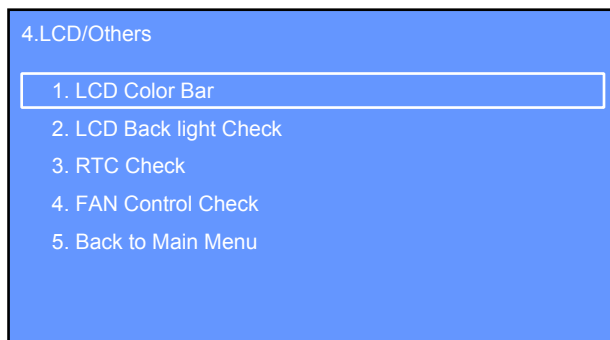 4.LCD/Others
1. LCD Color Bar
2. LCD Back light Check
3. RTC Check
4. FAN Control Check
5. Back to Main Menu